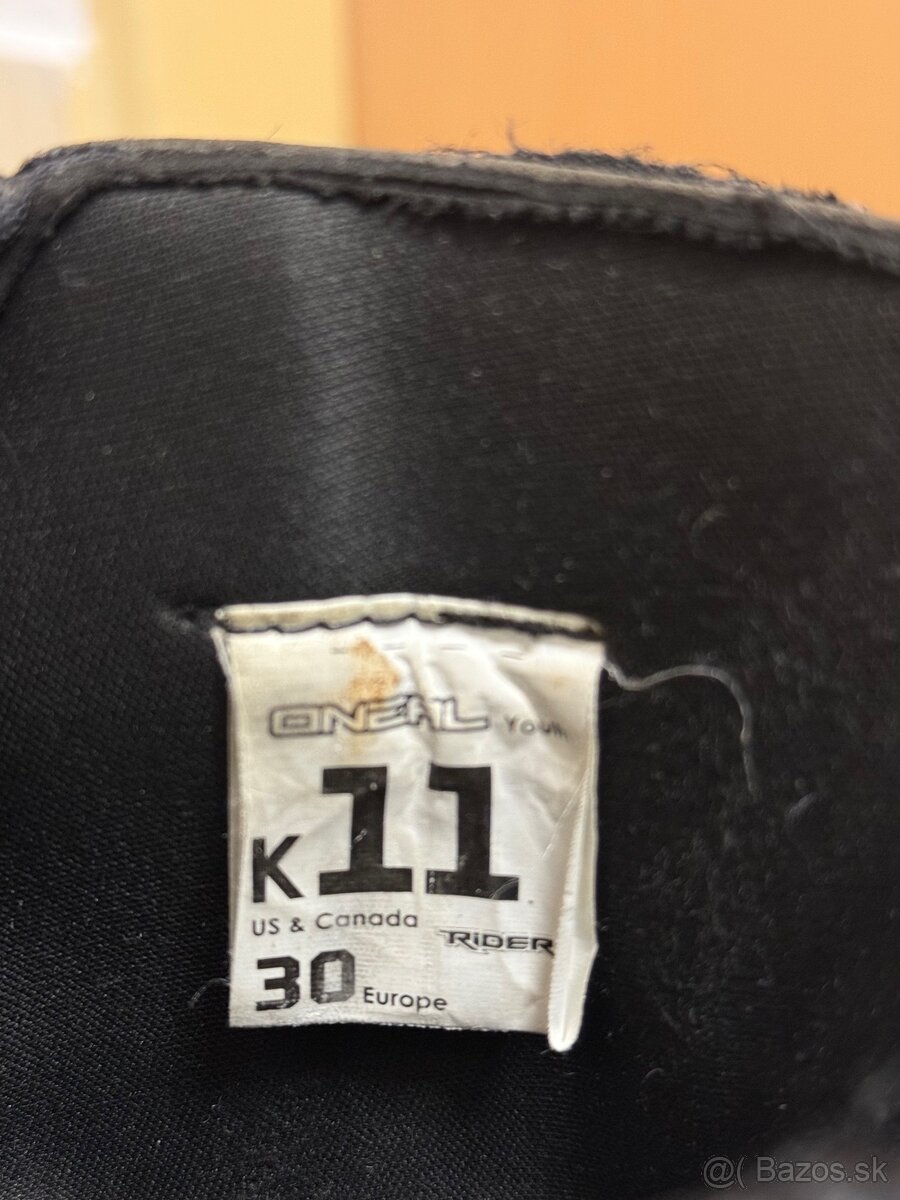 ONEAL Youth
K11
US & Canada
RIDER
30 Europe
@( Bazos.sk